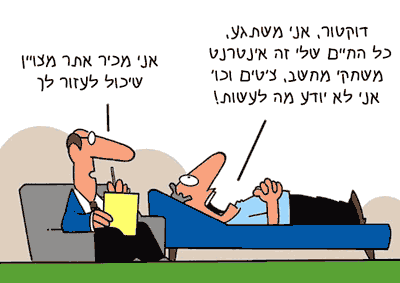 דוקטור, אני משתגע,
כל החיים שלי זה אינטרנט
משחקי מחשב, צ'טים וכו'
אני לא יודע מה לעשות!
אני מכיר אתר מצויין
שיכול לעזור לך